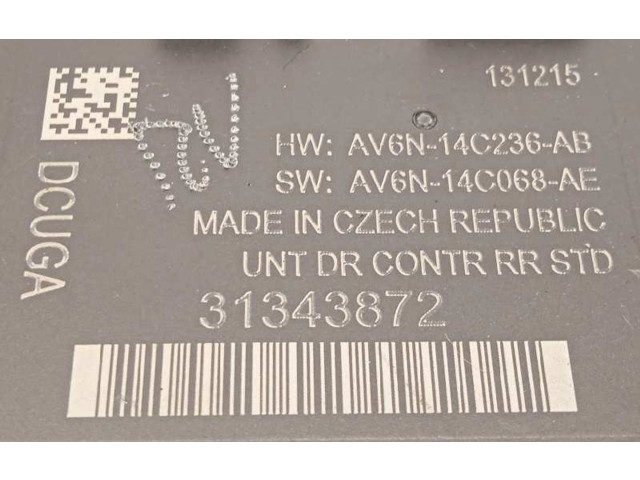 131215
HW: AV6N-14C236-AB
SW: AV6N-14C068-AE
MADE IN CZECH REPUBLIC
UNT DR CONTR RR STD
31343872
DCUGA